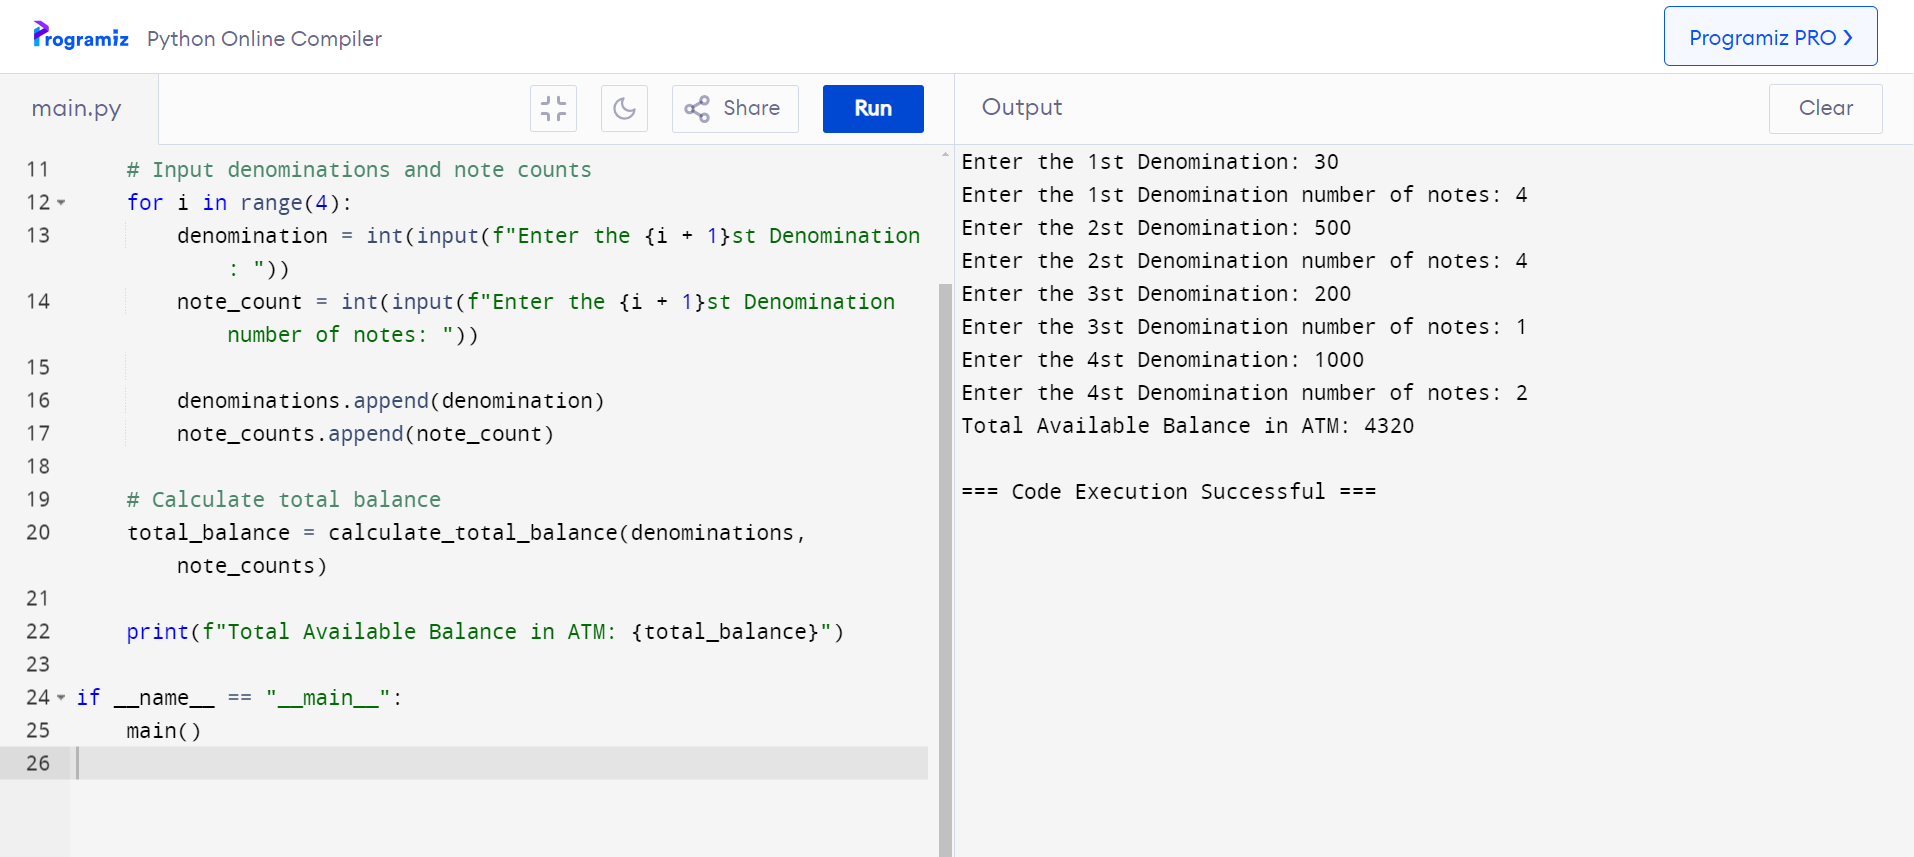 Programiz Python Online Compiler
Programiz PRO
main.py
Share
Run
Output
Clear
11 # Input denominations and note counts
12 for i in range(4):
13 denomination = int(input(f"Enter the {i + 1}st Denomination
: "))
14 note_count = int(input(f"Enter the {i + 1}st Denomination
number of notes: "))
15
16 denominations.append(denomination)
17 note_counts.append(note_count)
18
19 # Calculate total balance
20 total_balance = calculate_total_balance(denominations,
note_counts)
21
22 print(f"Total Available Balance in ATM: {total_balance}")
23
24 if __name__ == "__main__":
25 main()
26
Enter the 1st Denomination: 30
Enter the 1st Denomination number of notes: 4
Enter the 2st Denomination: 500
Enter the 2st Denomination number of notes: 4
Enter the 3st Denomination: 200
Enter the 3st Denomination number of notes: 1
Enter the 4st Denomination: 1000
Enter the 4st Denomination number of notes: 2
Total Available Balance in ATM: 4320
=== Code Execution Successful ===